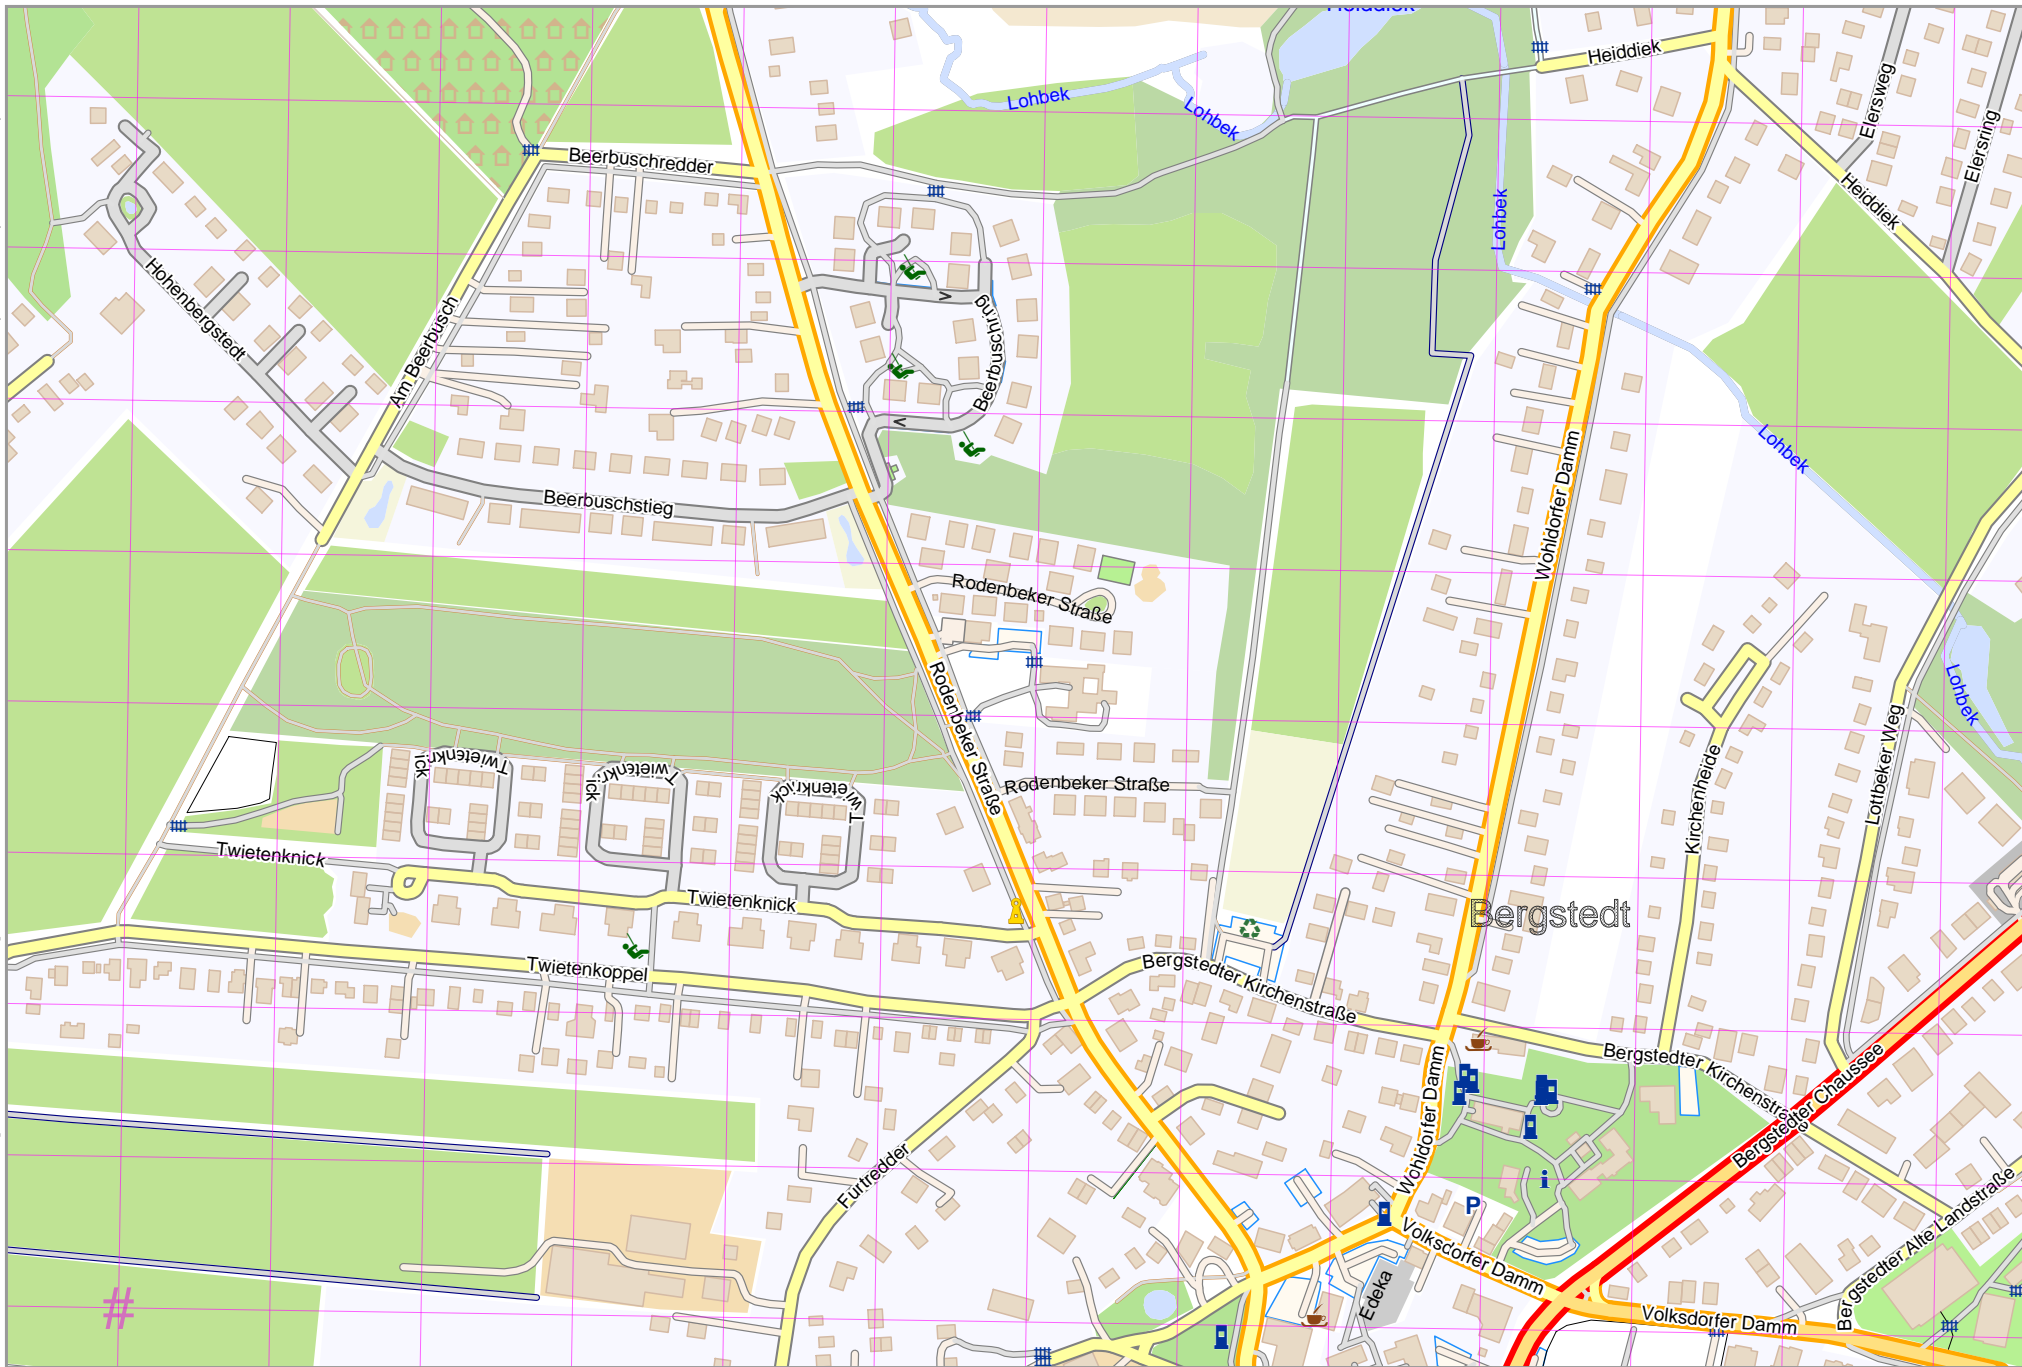 Heiddiek
Heiddiek
Lohbek
Lohbek
Elersweg
Elersring
Beerbuschredder
Heiddiek
Lohbek
Hohenbergstedt
Am Beerbusch
Beerbuschring
Lohbek
Wohldorfer Damm
Beerbuschstieg
Rodenbeker Straße
Rodenbeker Straße
Lohbek
Lottbeker Weg
Kirchenheide
Twietenknick
Twietenknick
Twietenknick
Rodenbeker Straße
Twietenknick
Twietenknick
Bergstedt
Twietenkoppel
Bergstedter Kirchenstraße
Bergstedter Kirchenstraße
Wohldorfer Damm
Bergstedter Chaussee
Furtredder
P
i
Volksdorfer Damm
Bergstedter Alte Landstraße
Edeka
Volksdorfer Damm
#